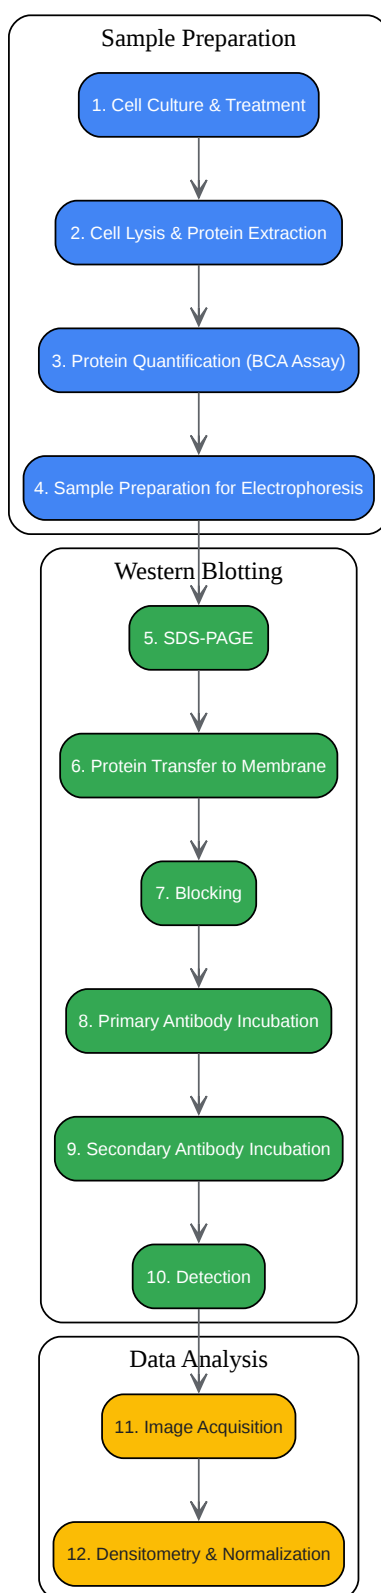 Sample Preparation
1. Cell Culture & Treatment
2. Cell Lysis & Protein Extraction
3. Protein Quantification (BCA Assay)
4. Sample Preparation for Electrophoresis
Western Blotting
5. SDS-PAGE
6. Protein Transfer to Membrane
7. Blocking
8. Primary Antibody Incubation
9. Secondary Antibody Incubation
10. Detection
Data Analysis
11. Image Acquisition
12. Densitometry & Normalization